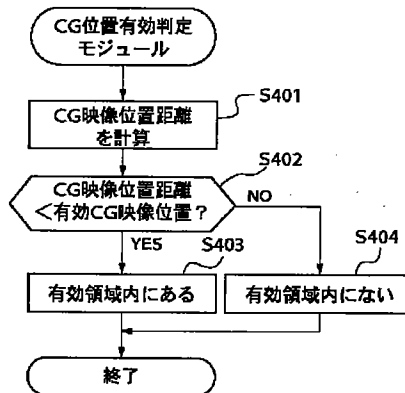 CG位置有効判定
モジュール
CG映像位置距離
を計算
S401
CG映像位置距離
<有効CG映像位置?
S402
NO
YES
S403
有効領域内にある
S404
有効領域内にない
終了